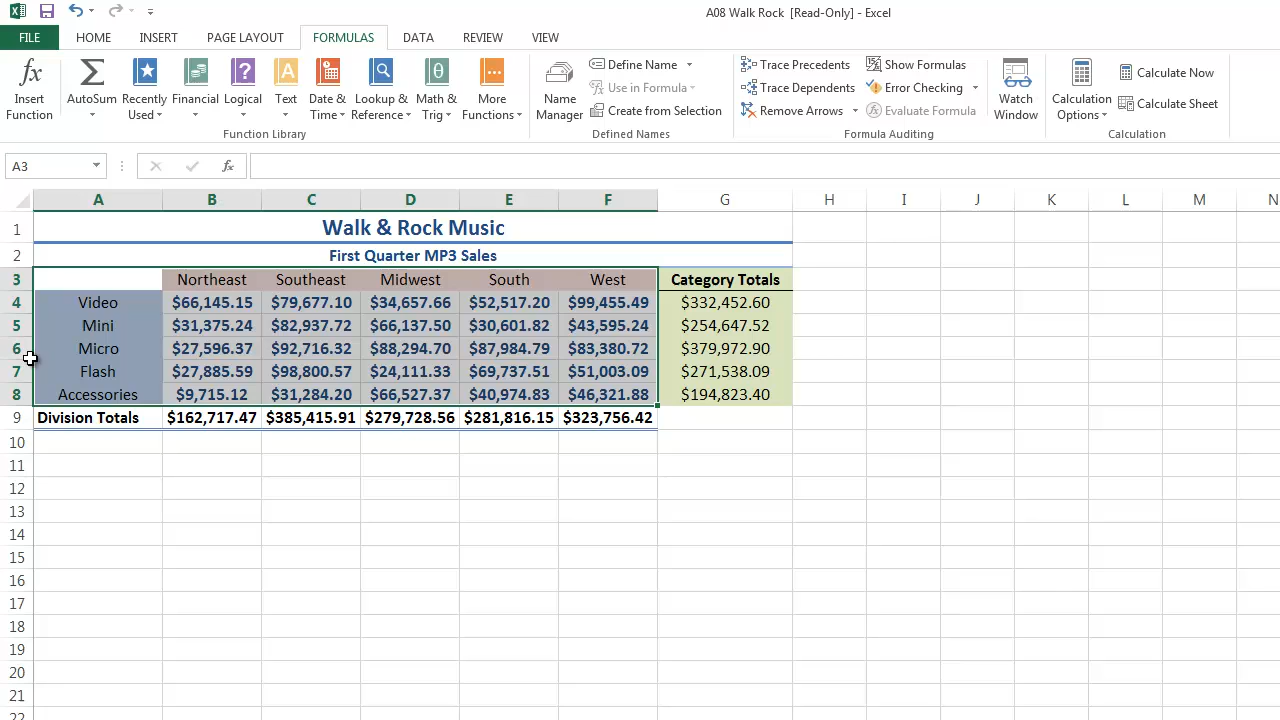 A08 Walk Rock [Read-Only] - Excel
FILE HOME INSERT PAGE LAYOUT FORMULAS DATA REVIEW VIEW
Insert Function
AutoSum
Recently Used
Financial
Logical
Text
Date & Time
Lookup & Reference
Math & Trig
More Functions
Function Library
Name Manager
Define Name
Use in Formula
Create from Selection
Defined Names
Trace Precedents
Trace Dependents
Remove Arrows
Show Formulas
Error Checking
Evaluate Formula
Watch Window
Formula Auditing
Calculation Options
Calculate Now
Calculate Sheet
Calculation
A3 fx
A B C D E F G H I J K L M N
1 Walk & Rock Music
2 First Quarter MP3 Sales
3 Northeast Southeast Midwest South West Category Totals
4 Video $66,145.15 $79,677.10 $34,657.66 $52,517.20 $99,455.49 $332,452.60
5 Mini $31,375.24 $82,937.72 $66,137.50 $30,601.82 $43,595.24 $254,647.52
6 Micro $27,596.37 $92,716.32 $88,294.70 $87,984.79 $83,380.72 $379,972.90
7 Flash $27,885.59 $98,800.57 $24,111.33 $69,737.51 $51,003.09 $271,538.09
8 Accessories $9,715.12 $31,284.20 $66,527.37 $40,974.83 $46,321.88 $194,823.40
9 Division Totals $162,717.47 $385,415.91 $279,728.56 $281,816.15 $323,756.42
10
11
12
13
14
15
16
17
18
19
20
21
22